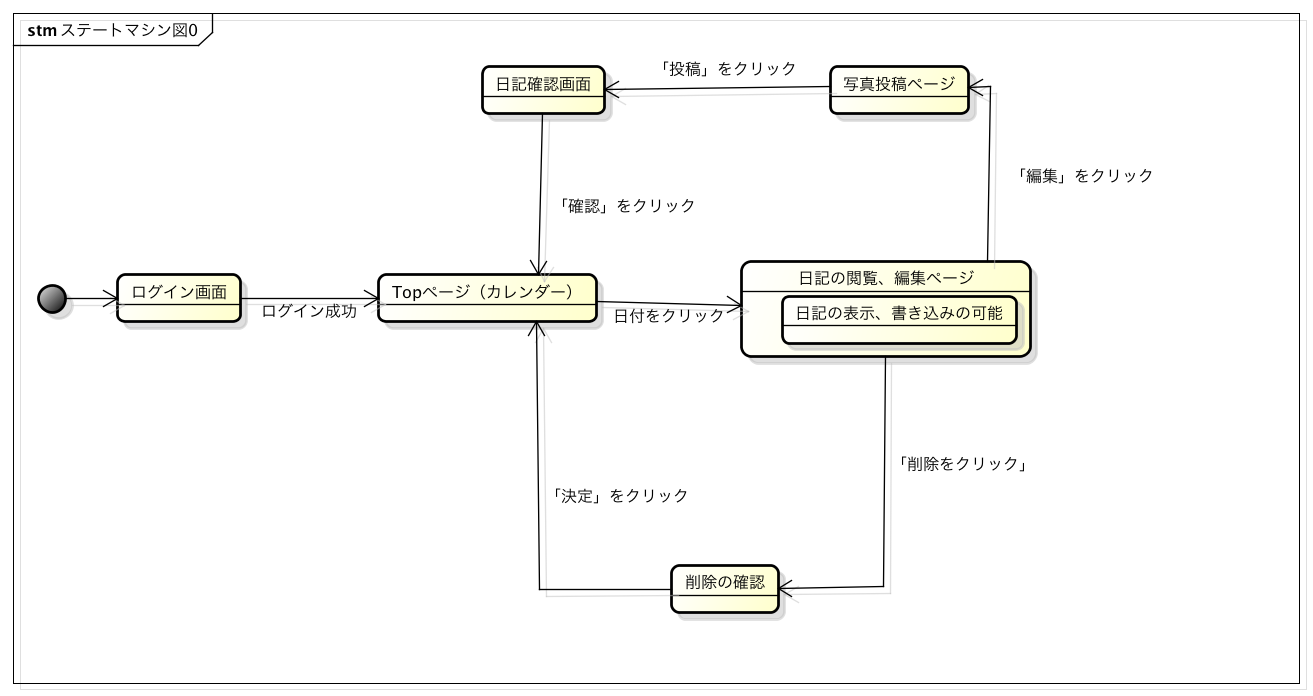 stm ステートマシン図0
日記確認画面
「投稿」をクリック
写真投稿ページ
「編集」をクリック
「確認」をクリック
ログイン画面
ログイン成功
Topページ（カレンダー）
日付をクリック
日記の閲覧、編集ページ
日記の表示、書き込みの可能
「削除をクリック」
「決定」をクリック
削除の確認